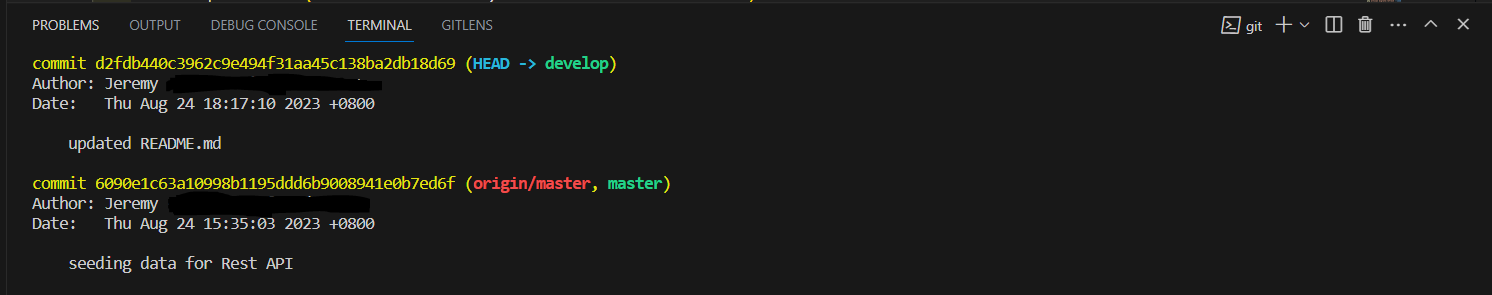 PROBLEMS OUTPUT DEBUG CONSOLE TERMINAL GITLENS git
commit d2fdb440c3962c9e494f31aa45c138ba2db18d69 (HEAD -> develop)
Author: Jeremy
Date:   Thu Aug 24 18:17:10 2023 +0800
updated README.md
commit 6090e1c63a10998b1195ddd6b9008941e0b7ed6f (origin/master, master)
Author: Jeremy
Date:   Thu Aug 24 15:35:03 2023 +0800
seeding data for Rest API